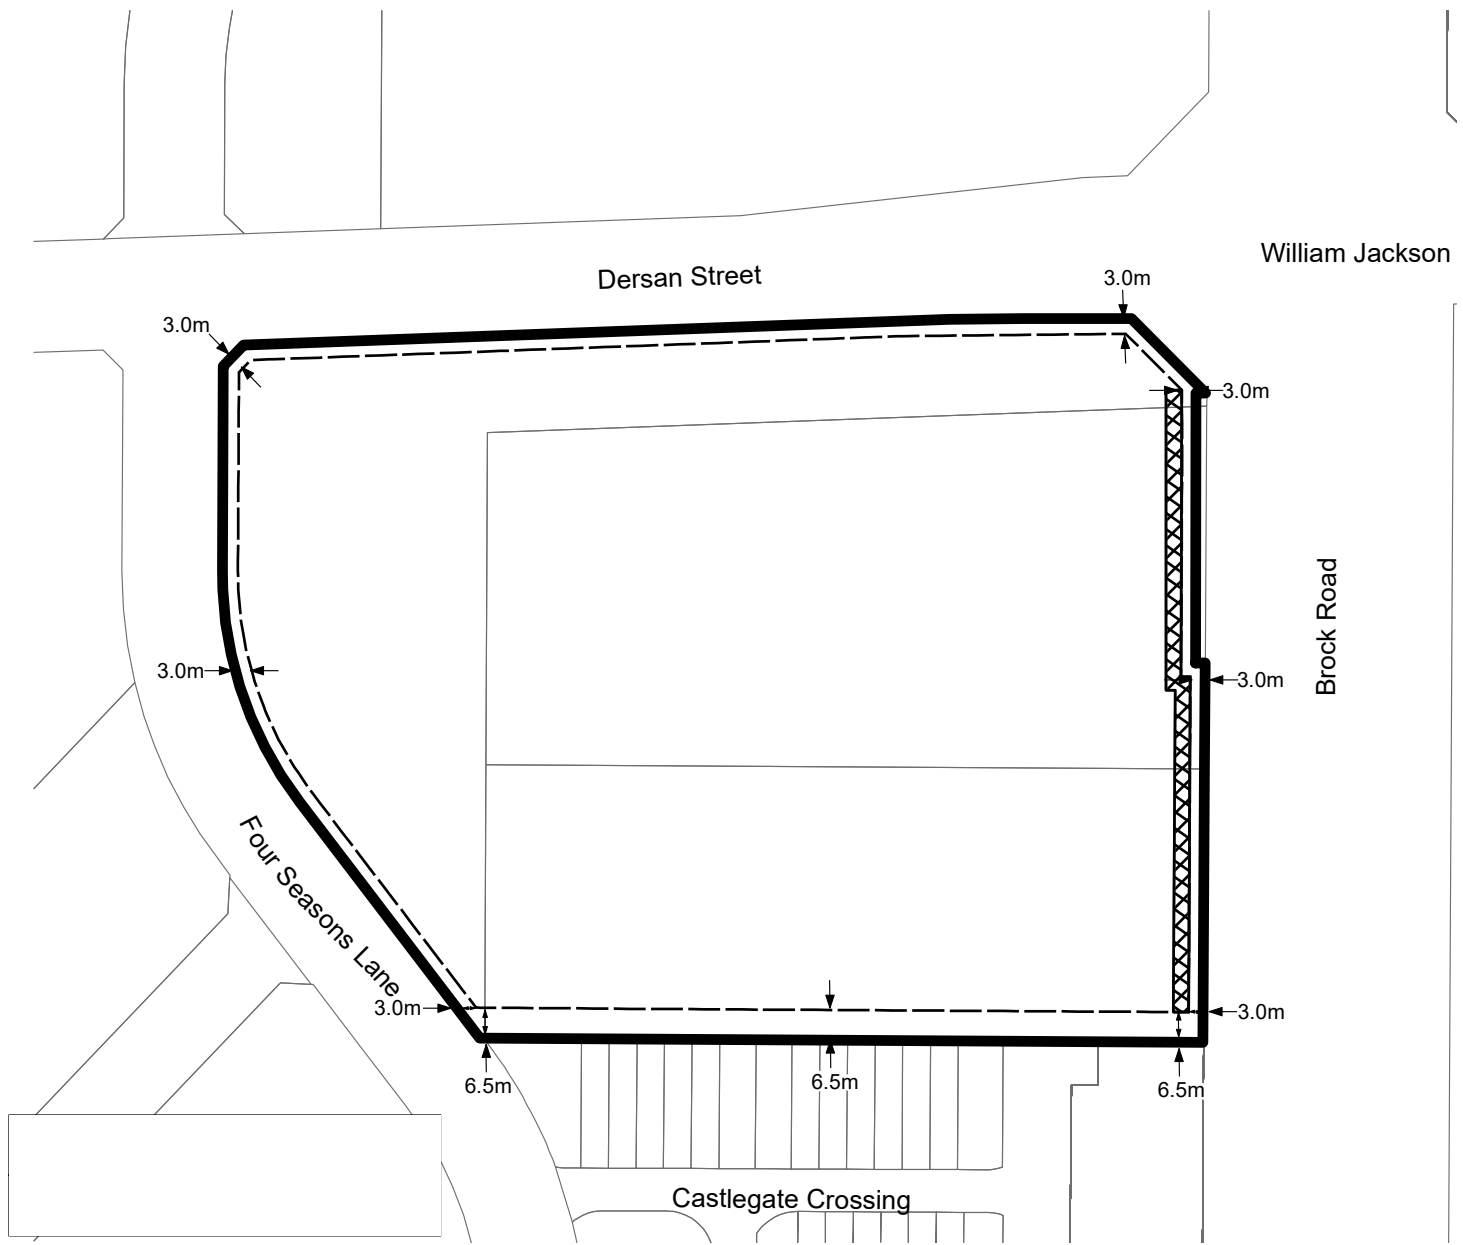 William Jackson
Dersan Street
3.0m
3.0m
3.0m
Brock Road
3.0m
3.0m
Four Seasons Lane
3.0m
3.0m
6.5m
6.5m
6.5m
Castlegate Crossing